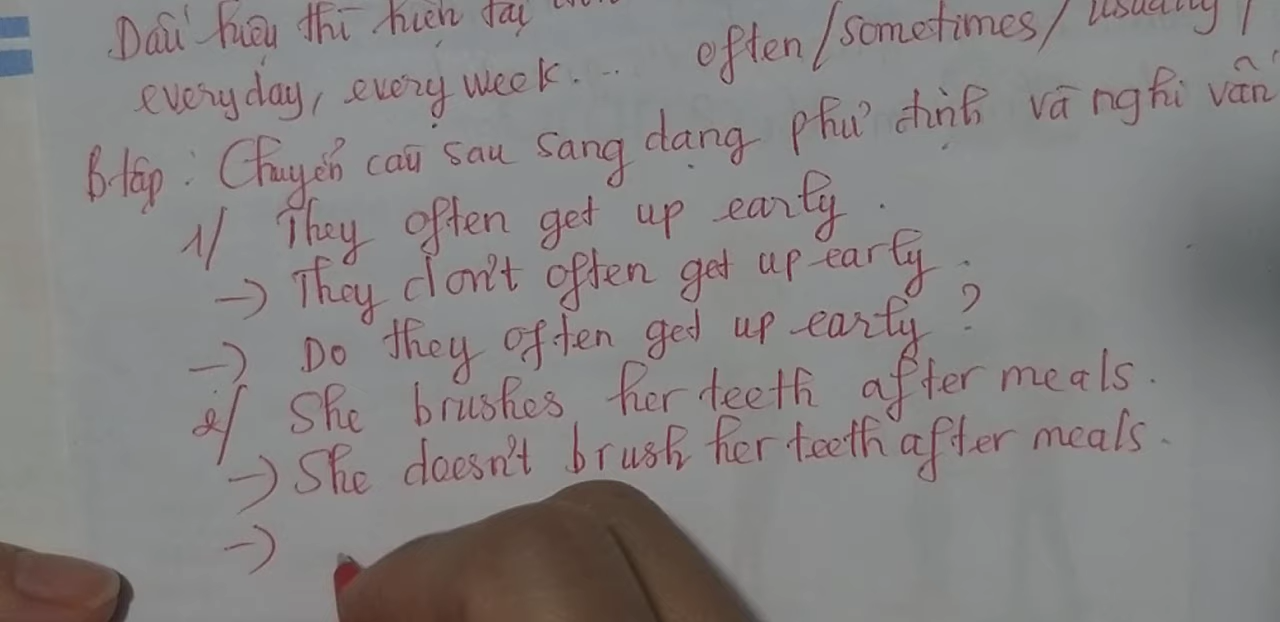 Dấu hiệu thì hiện tại
often/sometimes/usually/
everyday, every week...
B.tập: Chuyển câu sau sang dạng phủ định và nghi vấn
1/ They often get up early.
→ They don't often get up early.
→ Do they often get up early?
2/ She brushes her teeth after meals.
→ She doesn't brush her teeth after meals.
→